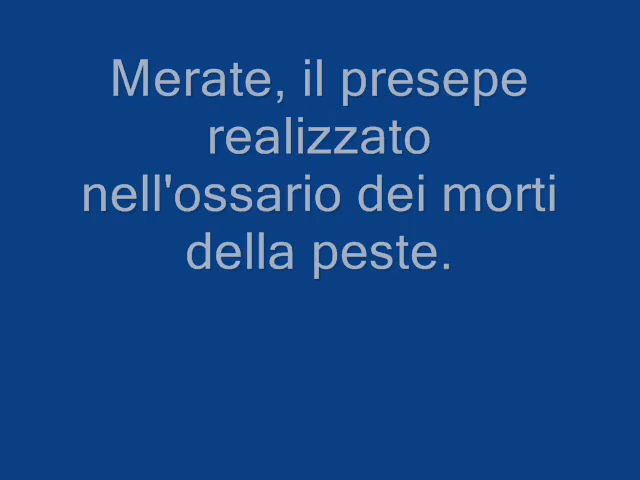 Merate, il presepe
realizzato
nell'ossario dei morti
della peste.